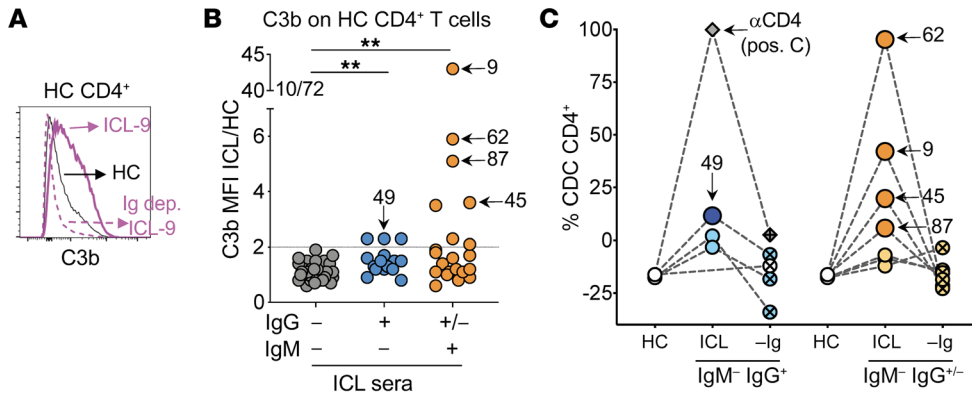 A
HC CD4⁺
ICL-9
HC
Ig dep.
ICL-9
C3b
B
C3b on HC CD4⁺ T cells
**
**
45
40
10/72
6
4
2
0
C3b MFI ICL/HC
9
62
87
49
45
IgG – + +/–
IgM – – +
ICL sera
C
αCD4
(pos. C)
100
75
50
25
0
-25
% CDC CD4⁺
49
62
9
45
87
HC ICL –Ig HC ICL –Ig
IgM⁻ IgG⁺ IgM⁻ IgG⁺/⁻